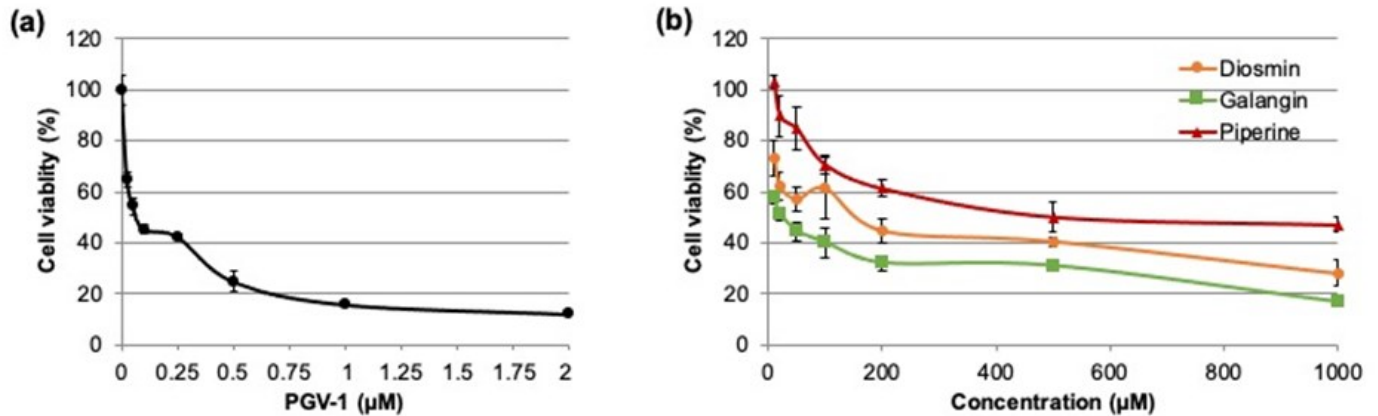 (a)
120
100
80
60
40
20
0
Cell viablity (%)
0 0.25 0.5 0.75 1 1.25 1.5 1.75 2
PGV-1 (µM)
(b)
120
100
80
60
40
20
0
Cell viablity (%)
Diosmin
Galangin
Piperine
0 200 400 600 800 1000
Concentration (µM)